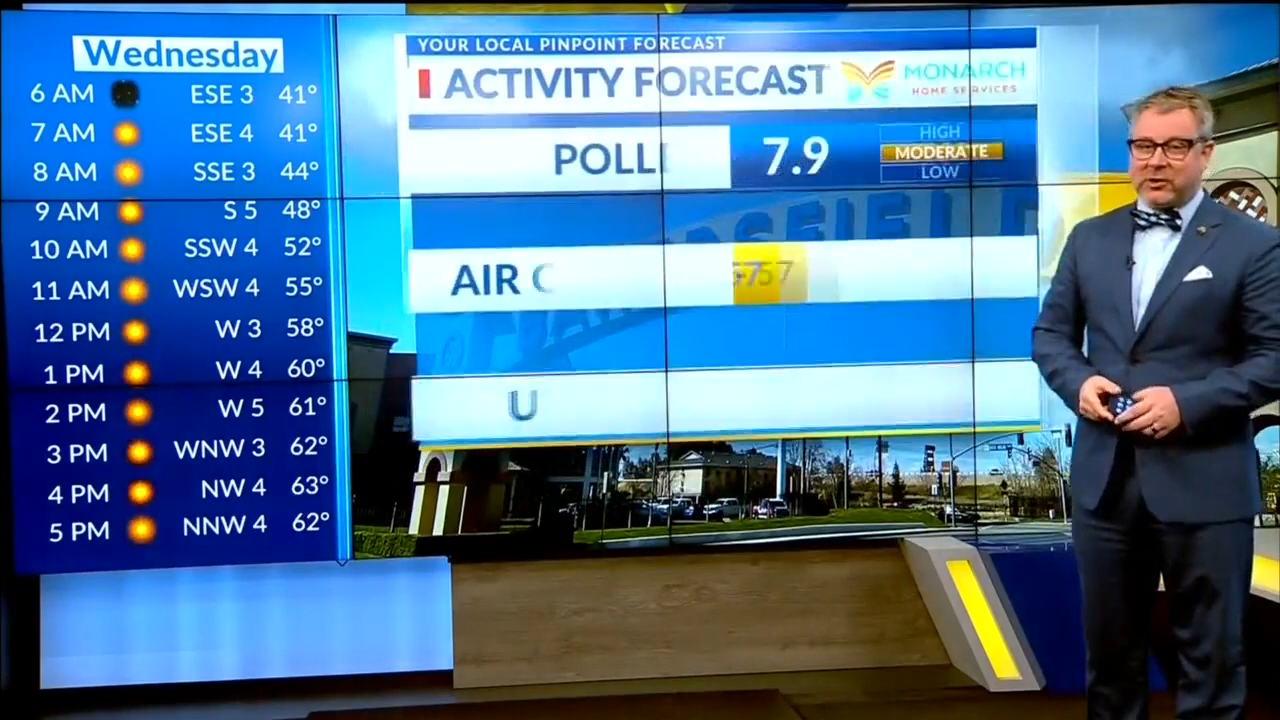 Wednesday
6 AM ESE 3 41°
7 AM ESE 4 41°
8 AM SSE 3 44°
9 AM S 5 48°
10 AM SSW 4 52°
11 AM WSW 4 55°
12 PM W 3 58°
1 PM W 4 60°
2 PM W 5 61°
3 PM WNW 3 62°
4 PM NW 4 63°
5 PM NNW 4 62°
YOUR LOCAL PINPOINT FORECAST
ACTIVITY FORECAST
MONARCH
HOME SERVICES
POLLI 7.9
HIGH
MODERATE
LOW
AIR
U